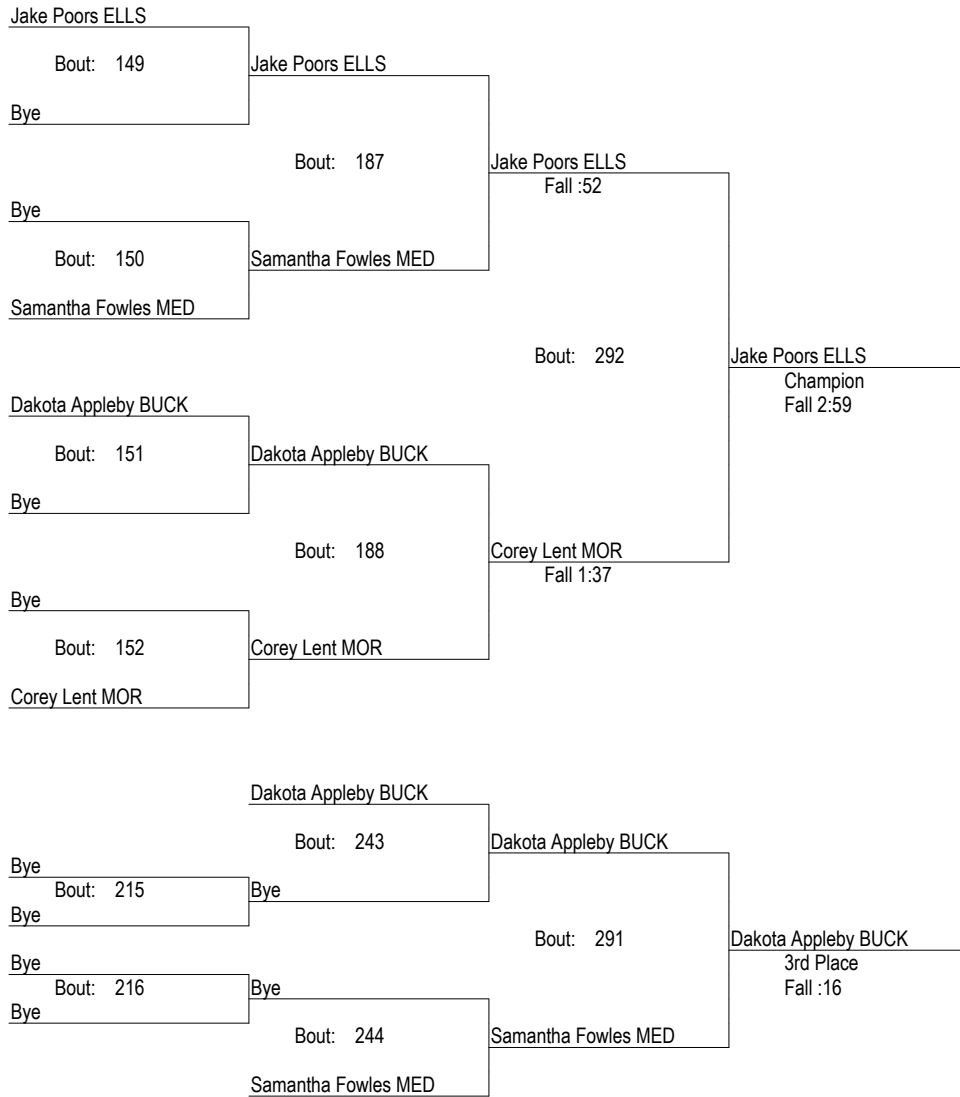 Jake Poors ELLS
Bout: 149
Jake Poors ELLS
Bye
Bout: 187
Jake Poors ELLS
Fall :52
Bye
Bout: 150
Samantha Fowles MED
Samantha Fowles MED
Bout: 292
Jake Poors ELLS
Champion
Fall 2:59
Dakota Appleby BUCK
Bout: 151
Dakota Appleby BUCK
Bye
Bout: 188
Corey Lent MOR
Fall 1:37
Bye
Bout: 152
Corey Lent MOR
Corey Lent MOR
Dakota Appleby BUCK
Bout: 243
Dakota Appleby BUCK
Bye
Bout: 215
Bye
Bye
Bout: 291
Dakota Appleby BUCK
3rd Place
Fall :16
Bye
Bout: 216
Bye
Bye
Bout: 244
Samantha Fowles MED
Samantha Fowles MED